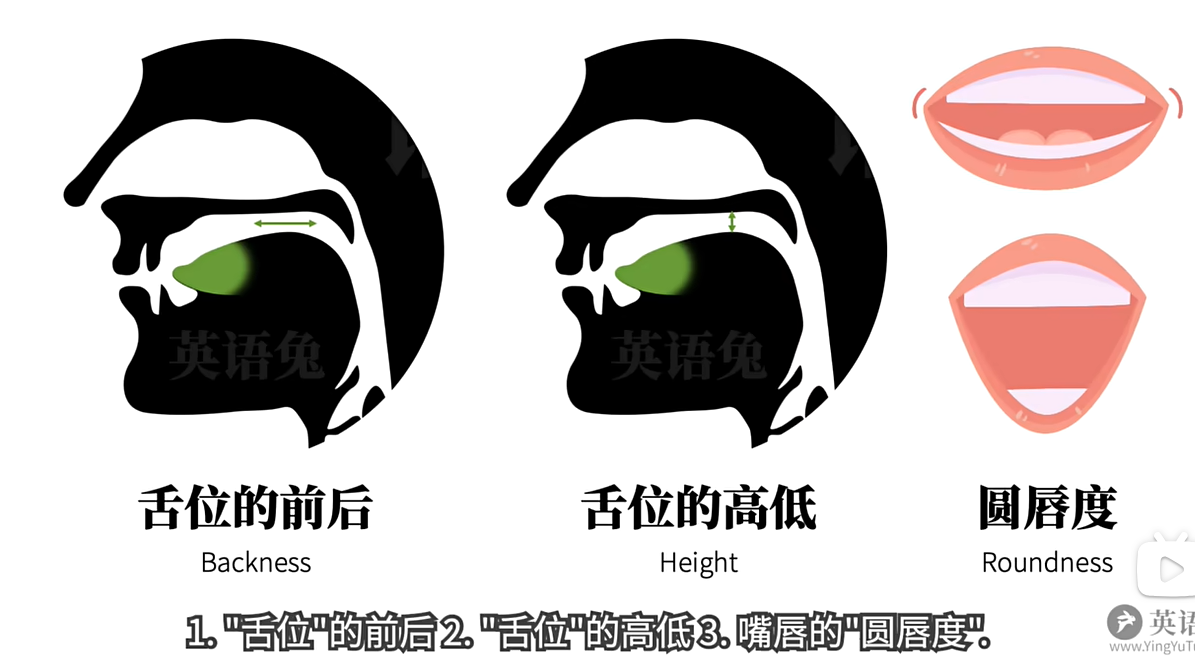 英语兔
英语兔
舌位的前后
Backness
舌位的高低
Height
圆唇度
Roundness
1. "舌位"的前后 2. "舌位"的高低 3. 嘴唇的"圆唇度".
英语
www.YingYuTu